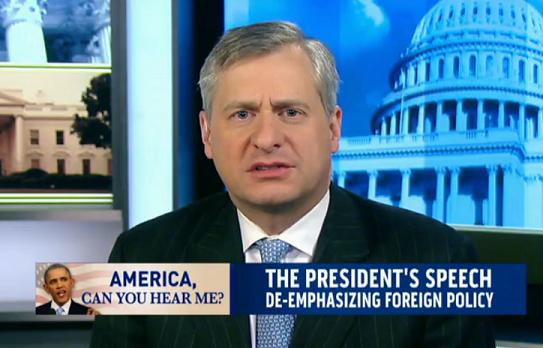 AMERICA,
CAN YOU HEAR ME?
THE PRESIDENT'S SPEECH
DE-EMPHASIZING FOREIGN POLICY